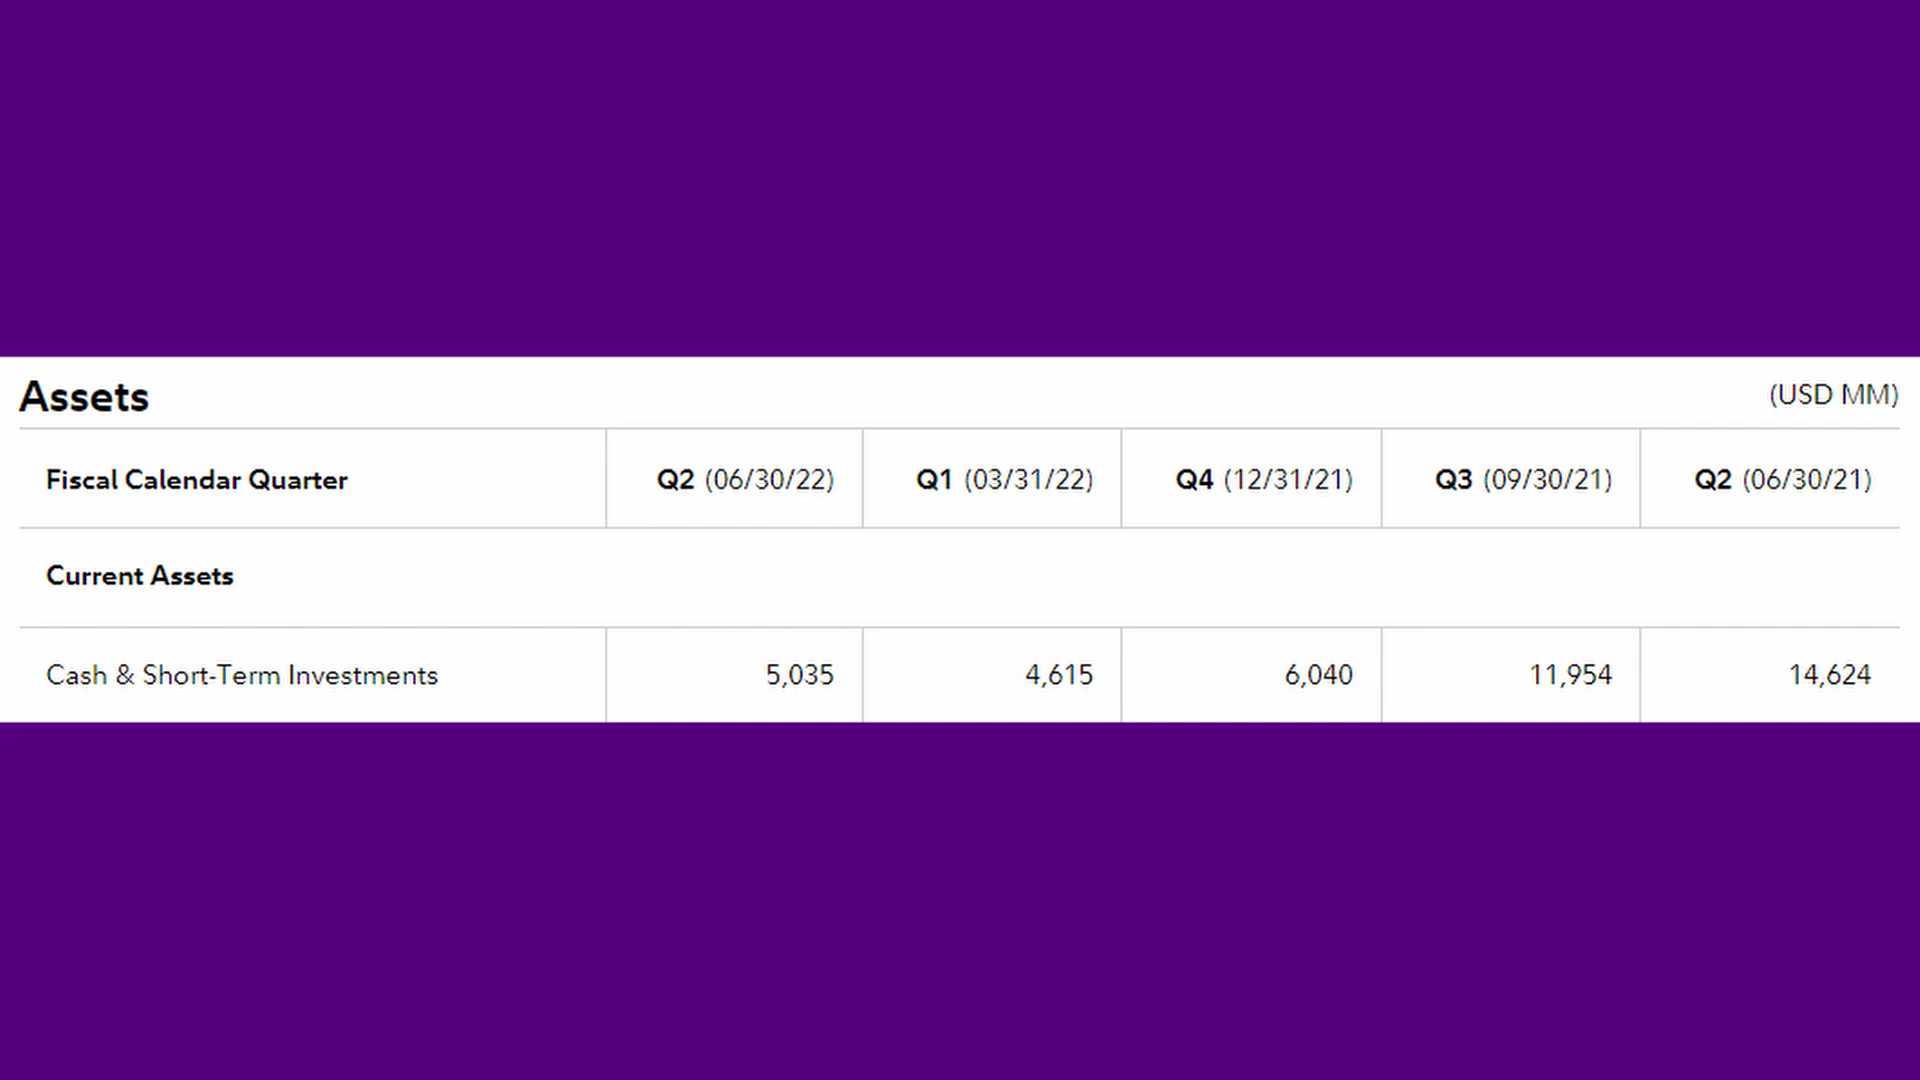 Assets (USD MM)
Fiscal Calendar Quarter Q2 (06/30/22) Q1 (03/31/22) Q4 (12/31/21) Q3 (09/30/21) Q2 (06/30/21)
Current Assets
Cash & Short-Term Investments 5,035 4,615 6,040 11,954 14,624